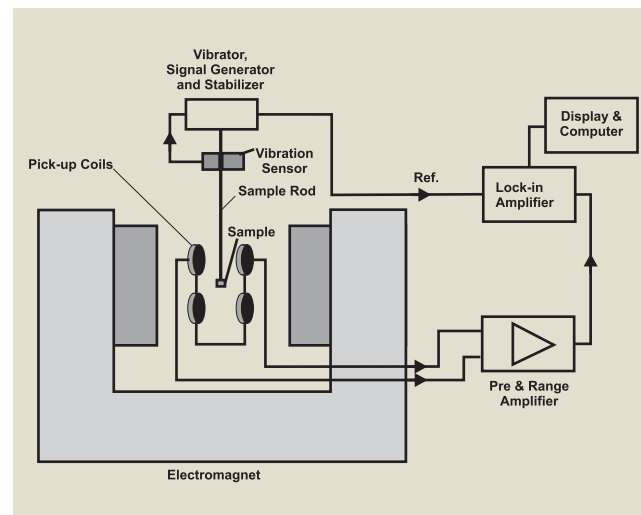 Vibrator,
Signal Generator
and Stabilizer
Display &
Computer
Pick-up Coils
Vibration
Sensor
Ref.
Lock-in
Amplifier
Sample Rod
Sample
Pre & Range
Amplifier
Electromagnet